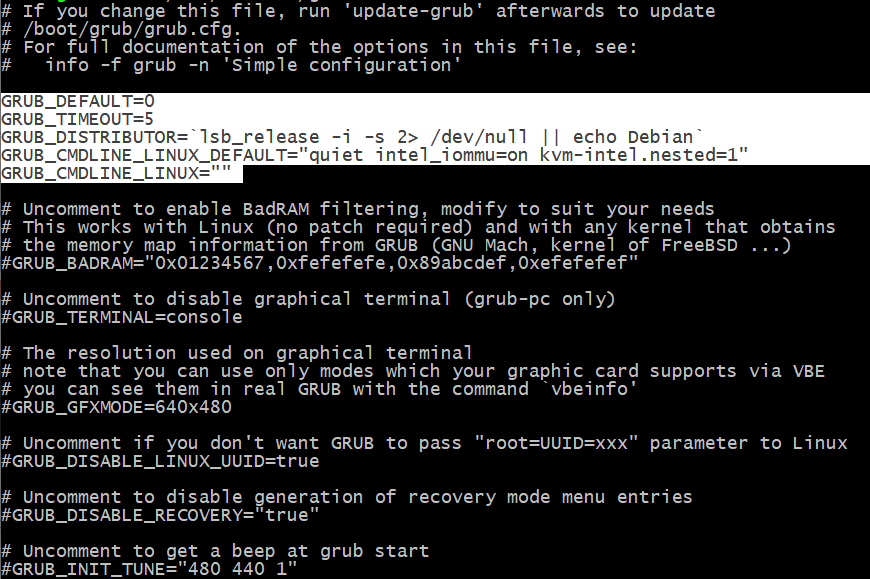 # If you change this file, run 'update-grub' afterwards to update
# /boot/grub/grub.cfg.
# For full documentation of the options in this file, see:
#   info -f grub -n 'Simple configuration'
GRUB_DEFAULT=0
GRUB_TIMEOUT=5
GRUB_DISTRIBUTOR=`lsb_release -i -s 2> /dev/null || echo Debian`
GRUB_CMDLINE_LINUX_DEFAULT="quiet intel_iommu=on kvm-intel.nested=1"
GRUB_CMDLINE_LINUX=""
# Uncomment to enable BadRAM filtering, modify to suit your needs
# This works with Linux (no patch required) and with any kernel that obtains
# the memory map information from GRUB (GNU Mach, kernel of FreeBSD ...)
#GRUB_BADRAM="0x01234567,0xfefefefe,0x89abcdef,0xefefefef"
# Uncomment to disable graphical terminal (grub-pc only)
#GRUB_TERMINAL=console
# The resolution used on graphical terminal
# note that you can use only modes which your graphic card supports via VBE
# you can see them in real GRUB with the command `vbeinfo'
#GRUB_GFXMODE=640x480
# Uncomment if you don't want GRUB to pass "root=UUID=xxx" parameter to Linux
#GRUB_DISABLE_LINUX_UUID=true
# Uncomment to disable generation of recovery mode menu entries
#GRUB_DISABLE_RECOVERY="true"
# Uncomment to get a beep at grub start
#GRUB_INIT_TUNE="480 440 1"